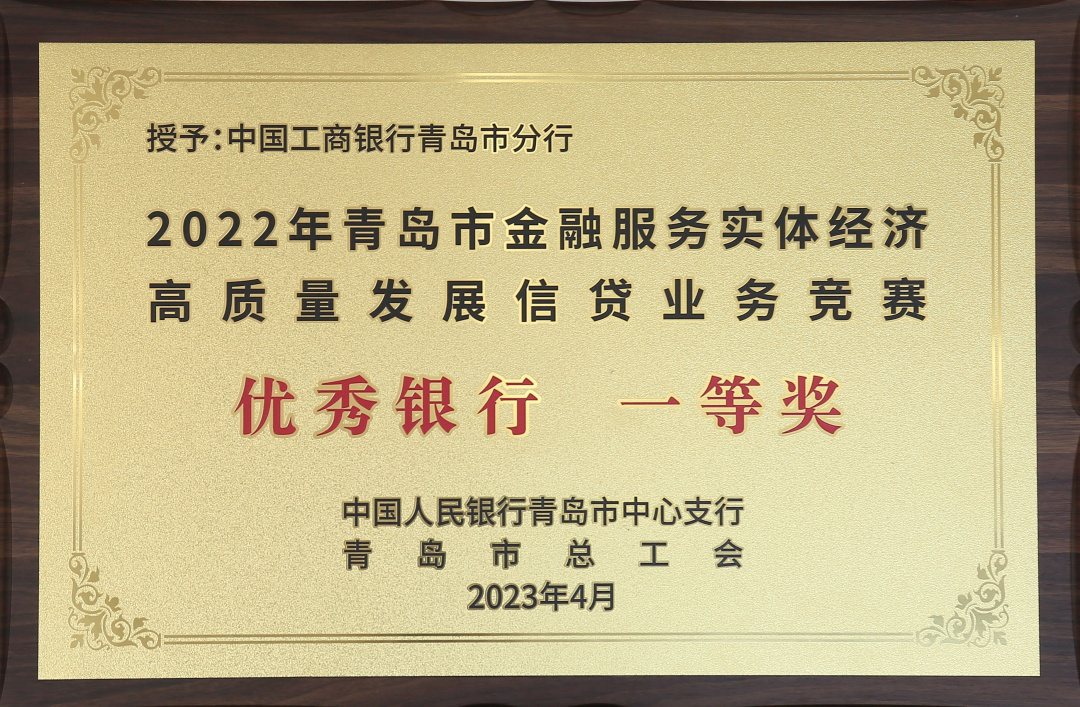 授予：中国工商银行青岛市分行
2022年青岛市金融服务实体经济
高质量发展信贷业务竞赛
优秀银行 一等奖
中国人民银行青岛市中心支行
青岛市总工会
2023年4月